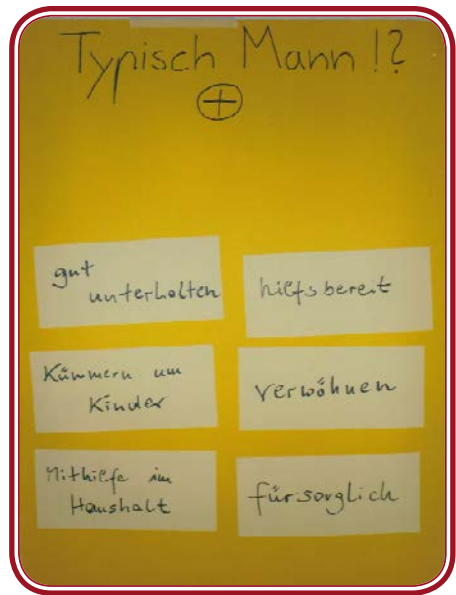 Typisch Mann !?
+
gut
unterhalten
hilfsbereit
Kümmern um
Kinder
verwöhnen
Mithilfe im
Haushalt
fürsorglich